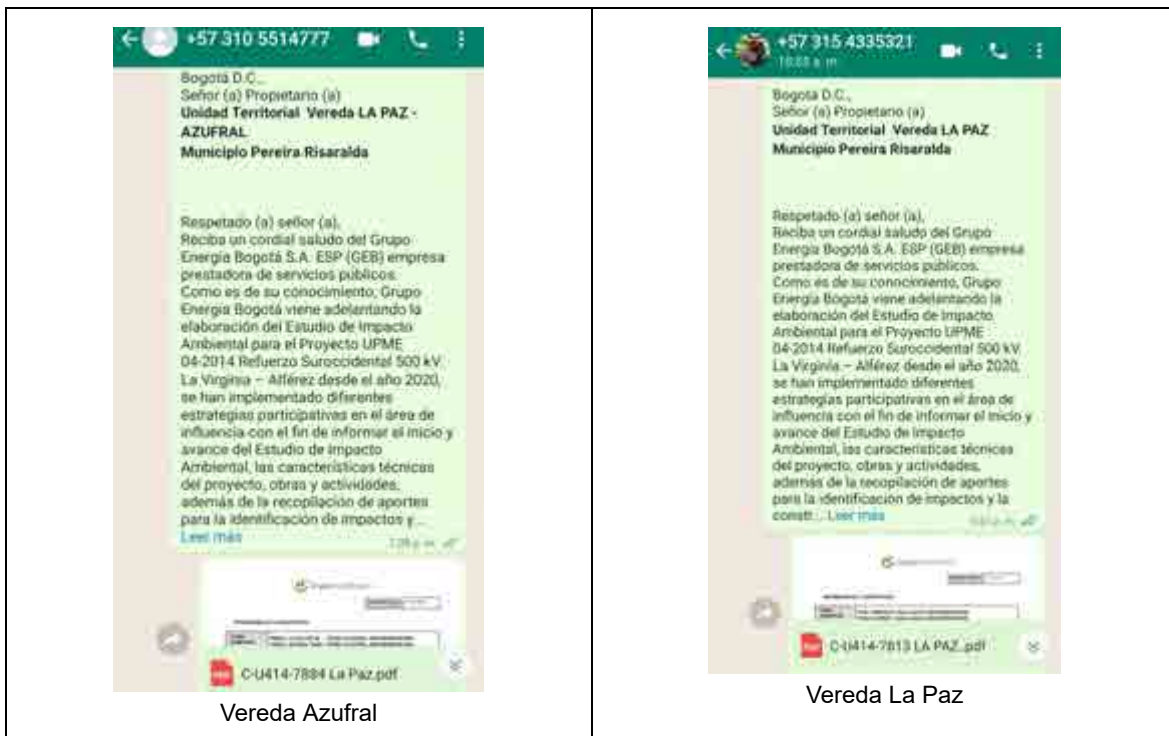 +57 310 5514777
Bogotá D.C.,
Señor (a) Propietario (a)
Unidad Territorial Vereda LA PAZ -
AZUFRAL
Municipio Pereira Risaralda
Respetado (a) señor (a),
Reciba un cordial saludo del Grupo
Energía Bogotá S.A. ESP (GEB) empresa
prestadora de servicios públicos.
Como es de su conocimiento, Grupo
Energía Bogotá viene adelantando la
elaboración del Estudio de Impacto
Ambiental para el Proyecto UPME
04-2014 Refuerzo Suroccidental 500 kV
La Virginia – Alférez desde el año 2020,
se han implementado diferentes
estrategias participativas en el área de
influencia con el fin de informar el inicio y
avance del Estudio de Impacto
Ambiental, las características técnicas
del proyecto, obras y actividades,
además de la recopilación de aportes
para la identificación de impactos y...
Leer más
C-U414-7884 La Paz.pdf
Vereda Azufral
+57 315 4335321
Bogotá D.C.,
Señor (a) Propietario (a)
Unidad Territorial Vereda LA PAZ
Municipio Pereira Risaralda
Respetado (a) señor (a),
Reciba un cordial saludo del Grupo
Energía Bogotá S.A. ESP (GEB) empresa
prestadora de servicios públicos.
Como es de su conocimiento, Grupo
Energía Bogotá viene adelantando la
elaboración del Estudio de Impacto
Ambiental para el Proyecto UPME
04-2014 Refuerzo Suroccidental 500 kV
La Virginia – Alférez desde el año 2020,
se han implementado diferentes
estrategias participativas en el área de
influencia con el fin de informar el inicio y
avance del Estudio de Impacto
Ambiental, las características técnicas
del proyecto, obras y actividades,
además de la recopilación de aportes
para la identificación de impactos y la
constr... Leer más
C-U414-7813 LA PAZ..pdf
Vereda La Paz